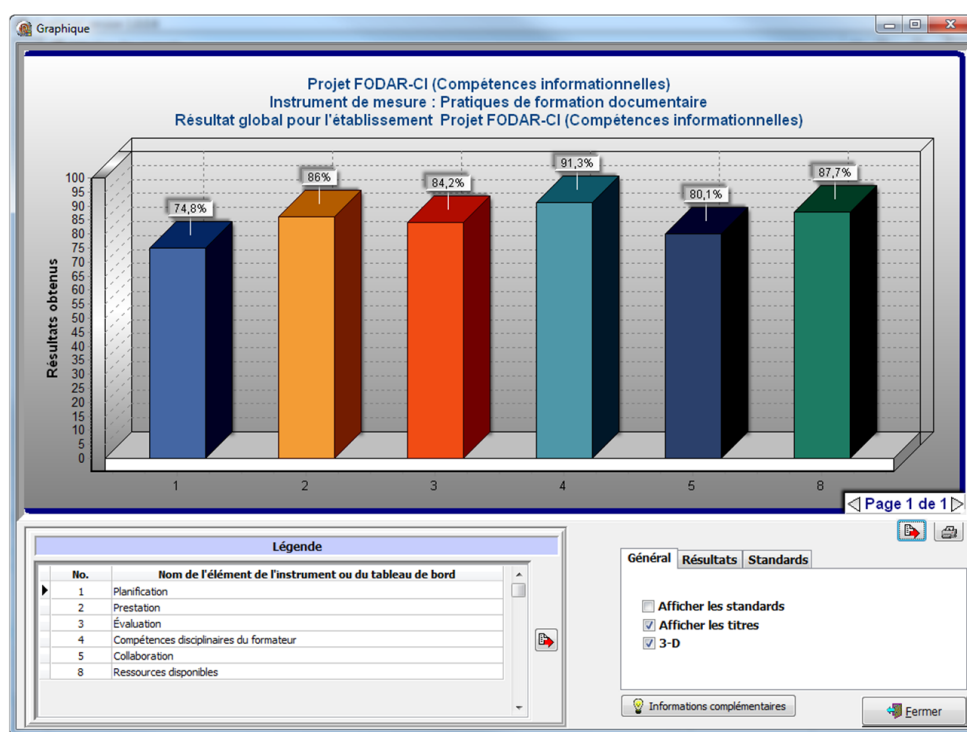 Graphique
Projet FODAR-CI (Compétences informationnelles)
Instrument de mesure : Pratiques de formation documentaire
Résultat global pour l'établissement Projet FODAR-CI (Compétences informationnelles)
Résultats obtenus
100
95
90
85
80
75
70
65
60
55
50
45
40
35
30
25
20
15
10
5
0
74,8%
86%
84,2%
91,3%
80,1%
87,7%
1 2 3 4 5 8
Page 1 de 1
Légende
No. Nom de l'élément de l'instrument ou du tableau de bord
1 Planification
2 Prestation
3 Évaluation
4 Compétences disciplinaires du formateur
5 Collaboration
8 Ressources disponibles
Général Résultats Standards
Afficher les standards
Afficher les titres
3-D
Informations complémentaires
Fermer